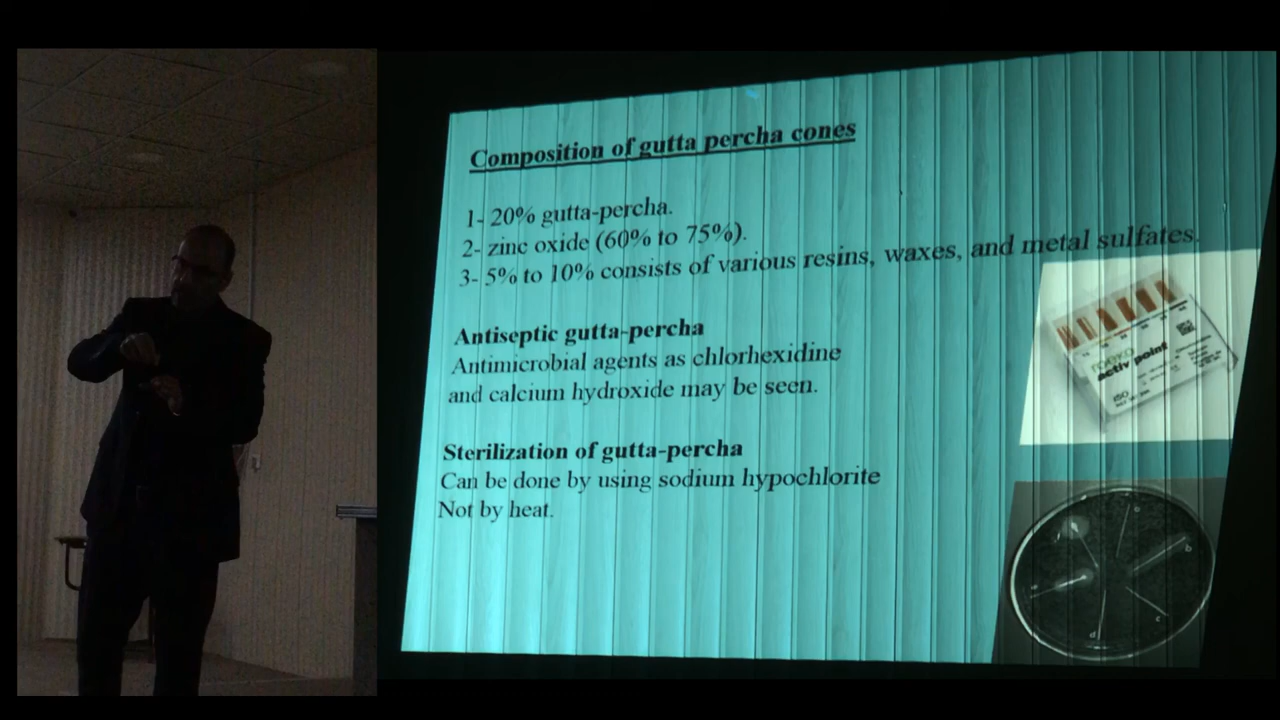 Composition of gutta percha cones
1- 20% gutta-percha.
2- zinc oxide (60% to 75%).
3- 5% to 10% consists of various resins, waxes, and metal sulfates.
Antiseptic gutta-percha
Antimicrobial agents as chlorhexidine
and calcium hydroxide may be seen.
Sterilization of gutta-percha
Can be done by using sodium hypochlorite
Not by heat.
roeko
activ point
ISO